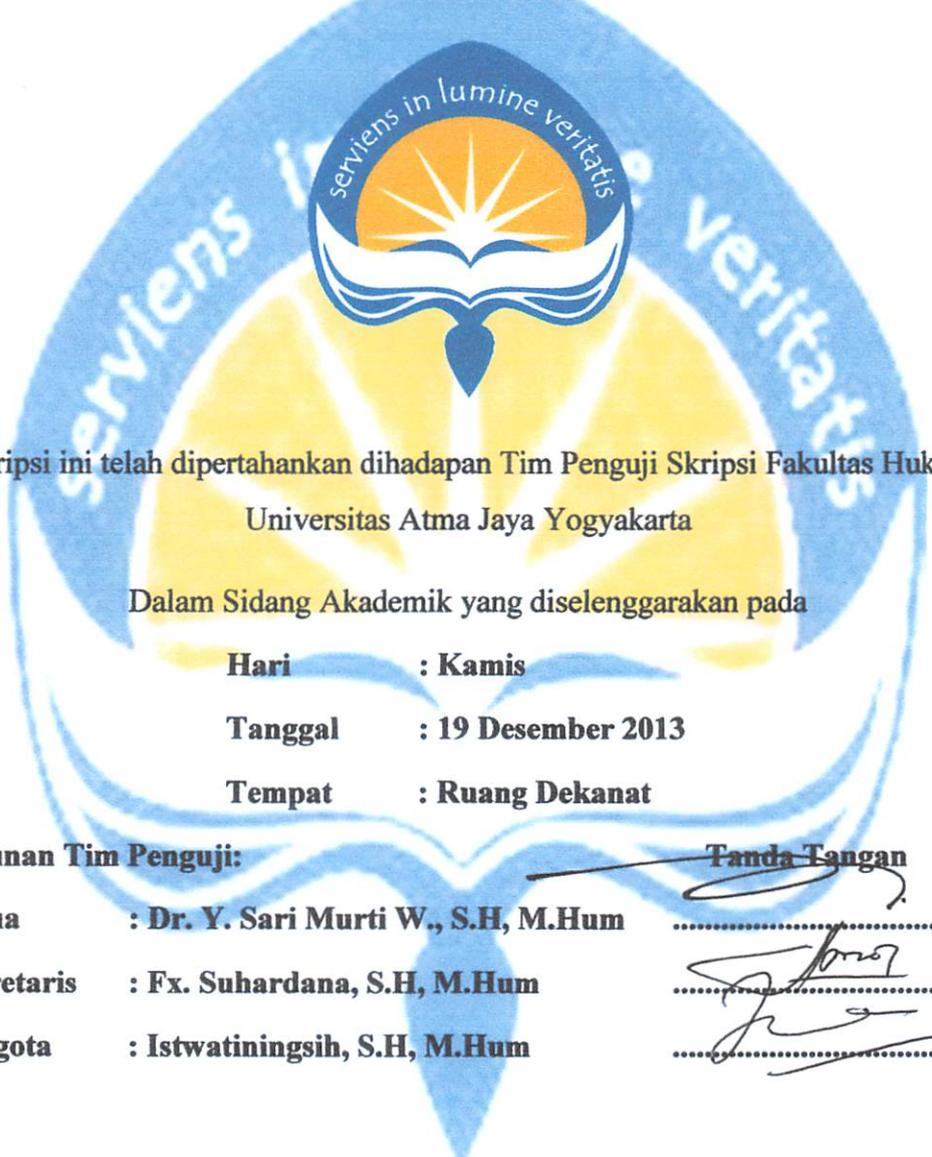 serviens in lumine veritatis
serviens in e veritatis
ripsi ini telah dipertahankan dihadapan Tim Penguji Skripsi Fakultas Huk
Universitas Atma Jaya Yogyakarta
Dalam Sidang Akademik yang diselenggarakan pada
Hari : Kamis
Tanggal : 19 Desember 2013
Tempat : Ruang Dekanat
unan Tim Penguji: Tanda Tangan
ua : Dr. Y. Sari Murti W., S.H, M.Hum ........................
retaris : Fx. Suhardana, S.H, M.Hum ........................
gota : Istwatiningsih, S.H, M.Hum ........................